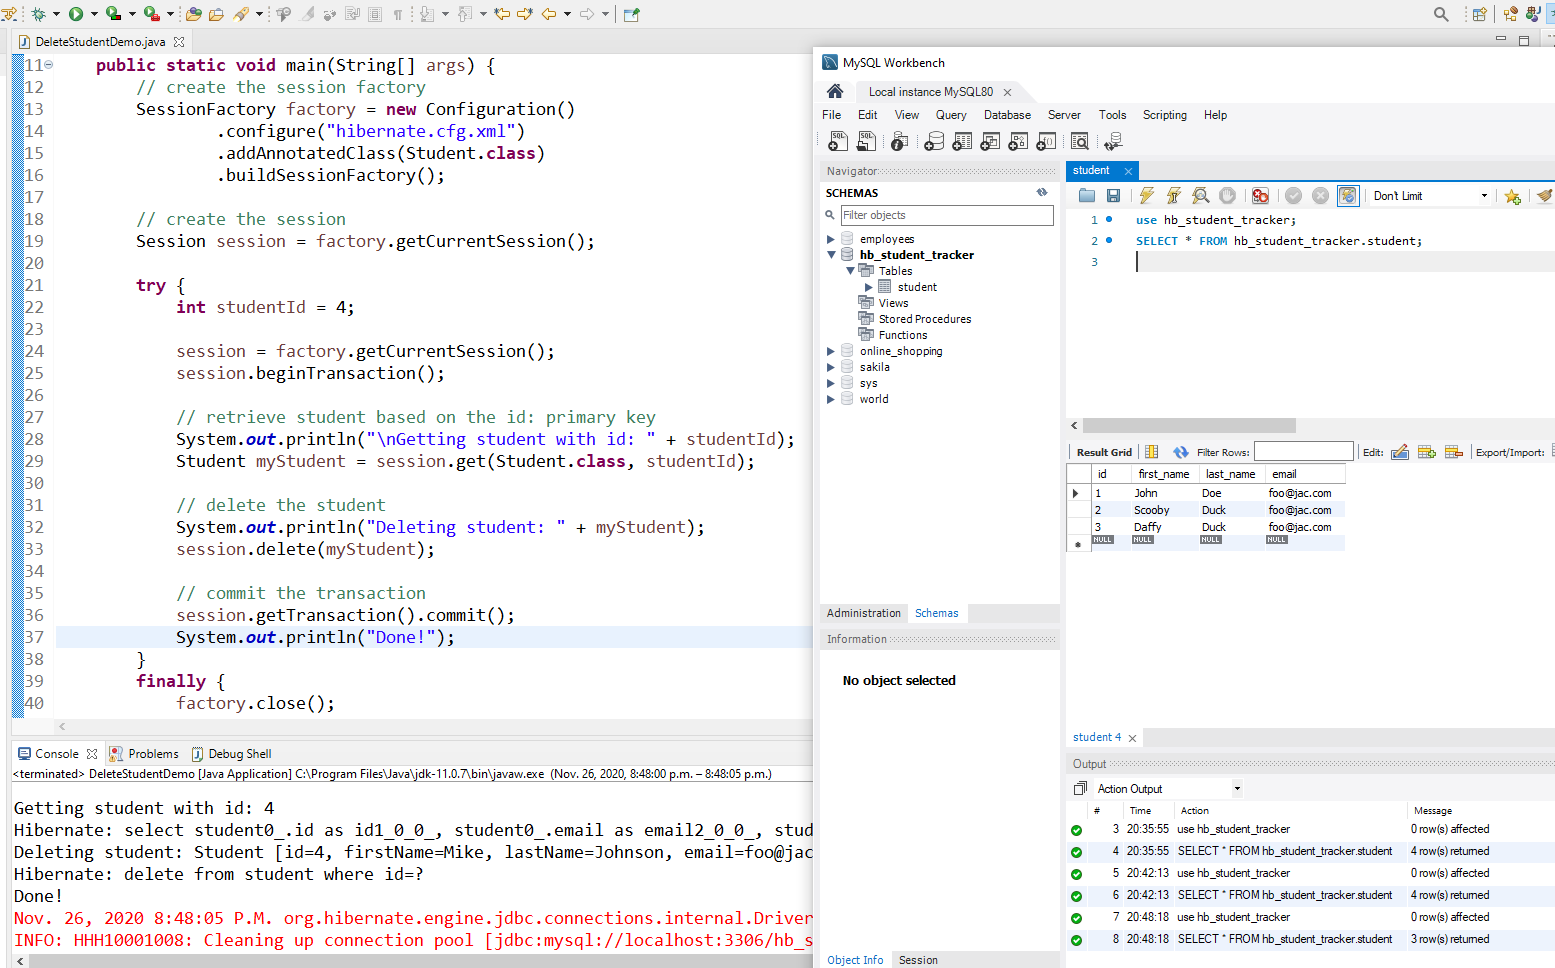 DeleteStudentDemo.java
11 public static void main(String[] args) {
12 // create the session factory
13 SessionFactory factory = new Configuration()
14 .configure("hibernate.cfg.xml")
15 .addAnnotatedClass(Student.class)
16 .buildSessionFactory();
17
18 // create the session
19 Session session = factory.getCurrentSession();
20
21 try {
22 int studentId = 4;
23
24 session = factory.getCurrentSession();
25 session.beginTransaction();
26
27 // retrieve student based on the id: primary key
28 System.out.println("\nGetting student with id: " + studentId);
29 Student myStudent = session.get(Student.class, studentId);
30
31 // delete the student
32 System.out.println("Deleting student: " + myStudent);
33 session.delete(myStudent);
34
35 // commit the transaction
36 session.getTransaction().commit();
37 System.out.println("Done!");
38 }
39 finally {
40 factory.close();
Console Problems Debug Shell
<terminated> DeleteStudentDemo [Java Application] C:\Program Files\Java\jdk-11.0.7\bin\javaw.exe (Nov. 26, 2020, 8:48:00 p.m. – 8:48:05 p.m.)
Getting student with id: 4
Hibernate: select student0_.id as id1_0_0_, student0_.email as email2_0_0_, stud
Deleting student: Student [id=4, firstName=Mike, lastName=Johnson, email=foo@jac
Hibernate: delete from student where id=?
Done!
Nov. 26, 2020 8:48:05 P.M. org.hibernate.engine.jdbc.connections.internal.Driver
INFO: HHH10001008: Cleaning up connection pool [jdbc:mysql://localhost:3306/hb_s
MySQL Workbench
Local instance MySQL80
File Edit View Query Database Server Tools Scripting Help
Navigator
SCHEMAS
Filter objects
employees
hb_student_tracker
Tables
student
Views
Stored Procedures
Functions
online_shopping
sakila
sys
world
Administration Schemas
Information
No object selected
Object Info Session
student
Don't Limit
1 use hb_student_tracker;
2 SELECT * FROM hb_student_tracker.student;
3
Result Grid Filter Rows: Edit: Export/Import:
id first_name last_name email
1 John Doe foo@jac.com
2 Scooby Duck foo@jac.com
3 Daffy Duck foo@jac.com
NULL NULL NULL NULL
student 4
Output
Action Output
# Time Action Message
3 20:35:55 use hb_student_tracker 0 row(s) affected
4 20:35:55 SELECT * FROM hb_student_tracker.student 4 row(s) returned
5 20:42:13 use hb_student_tracker 0 row(s) affected
6 20:42:13 SELECT * FROM hb_student_tracker.student 4 row(s) returned
7 20:48:18 use hb_student_tracker 0 row(s) affected
8 20:48:18 SELECT * FROM hb_student_tracker.student 3 row(s) returned